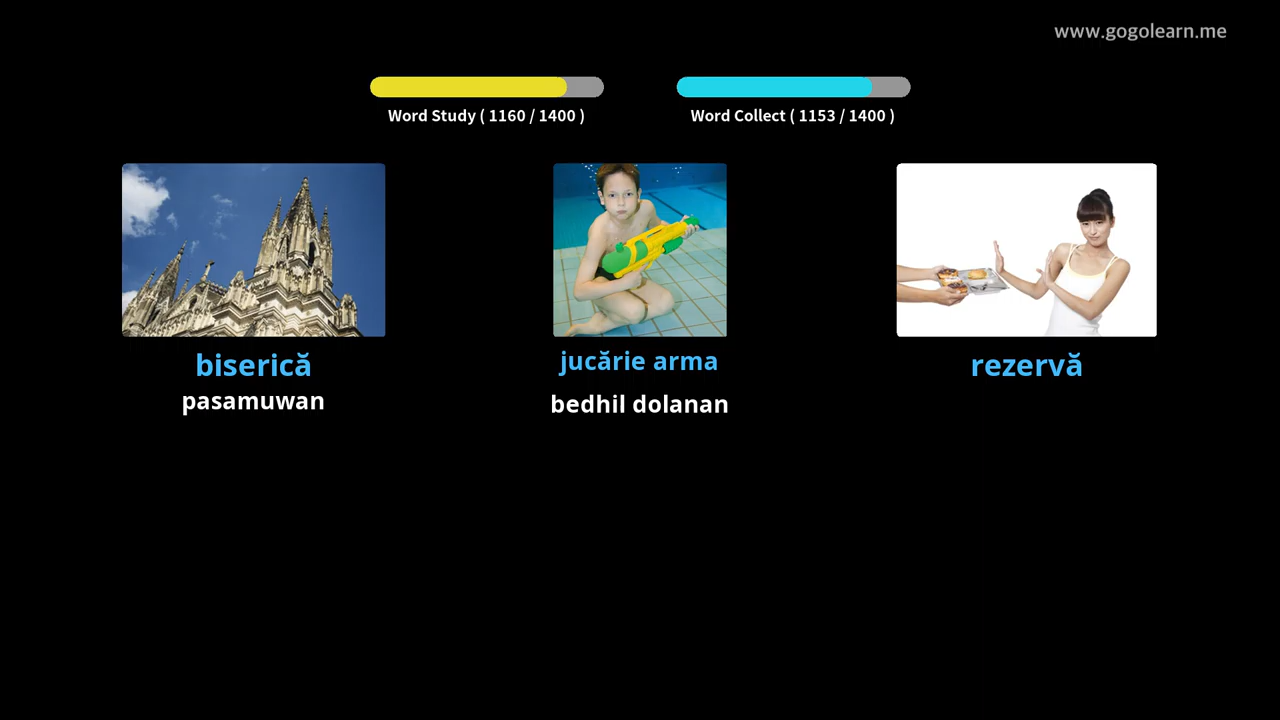 www.gogolearn.me
Word Study ( 1160 / 1400 )
Word Collect ( 1153 / 1400 )
biserică
jucărie arma
rezervă
pasamuwan
bedhil dolanan